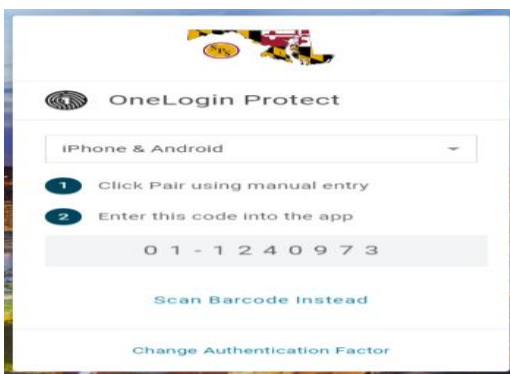 SPS
OneLogin Protect
iPhone & Android
1 Click Pair using manual entry
2 Enter this code into the app
01-1240973
Scan Barcode Instead
Change Authentication Factor